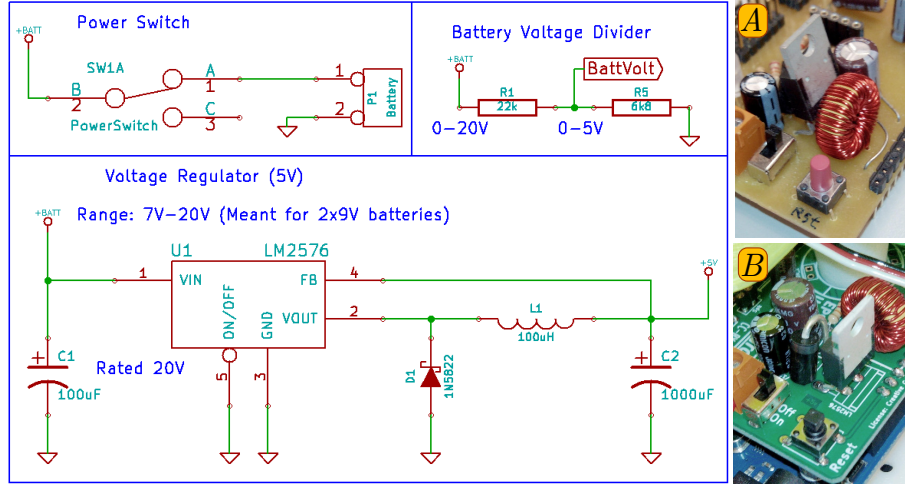 Power Switch
+BATT
SW1A
A
1
B
2
C
3
PowerSwitch
1
2
P1
Battery
Battery Voltage Divider
+BATT
BattVolt
R1
22k
R5
6k8
0-20V
0-5V
Voltage Regulator (5V)
Range: 7V-20V (Meant for 2x9V batteries)
+BATT
U1
LM2576
1
VIN
FB
4
ON/OFF
GND
VOUT
2
5
3
+5V
L1
100uH
C1
100uF
Rated 20V
D1
1N5822
C2
1000uF
A
Rst
B
Off
On
LM2576
Reset